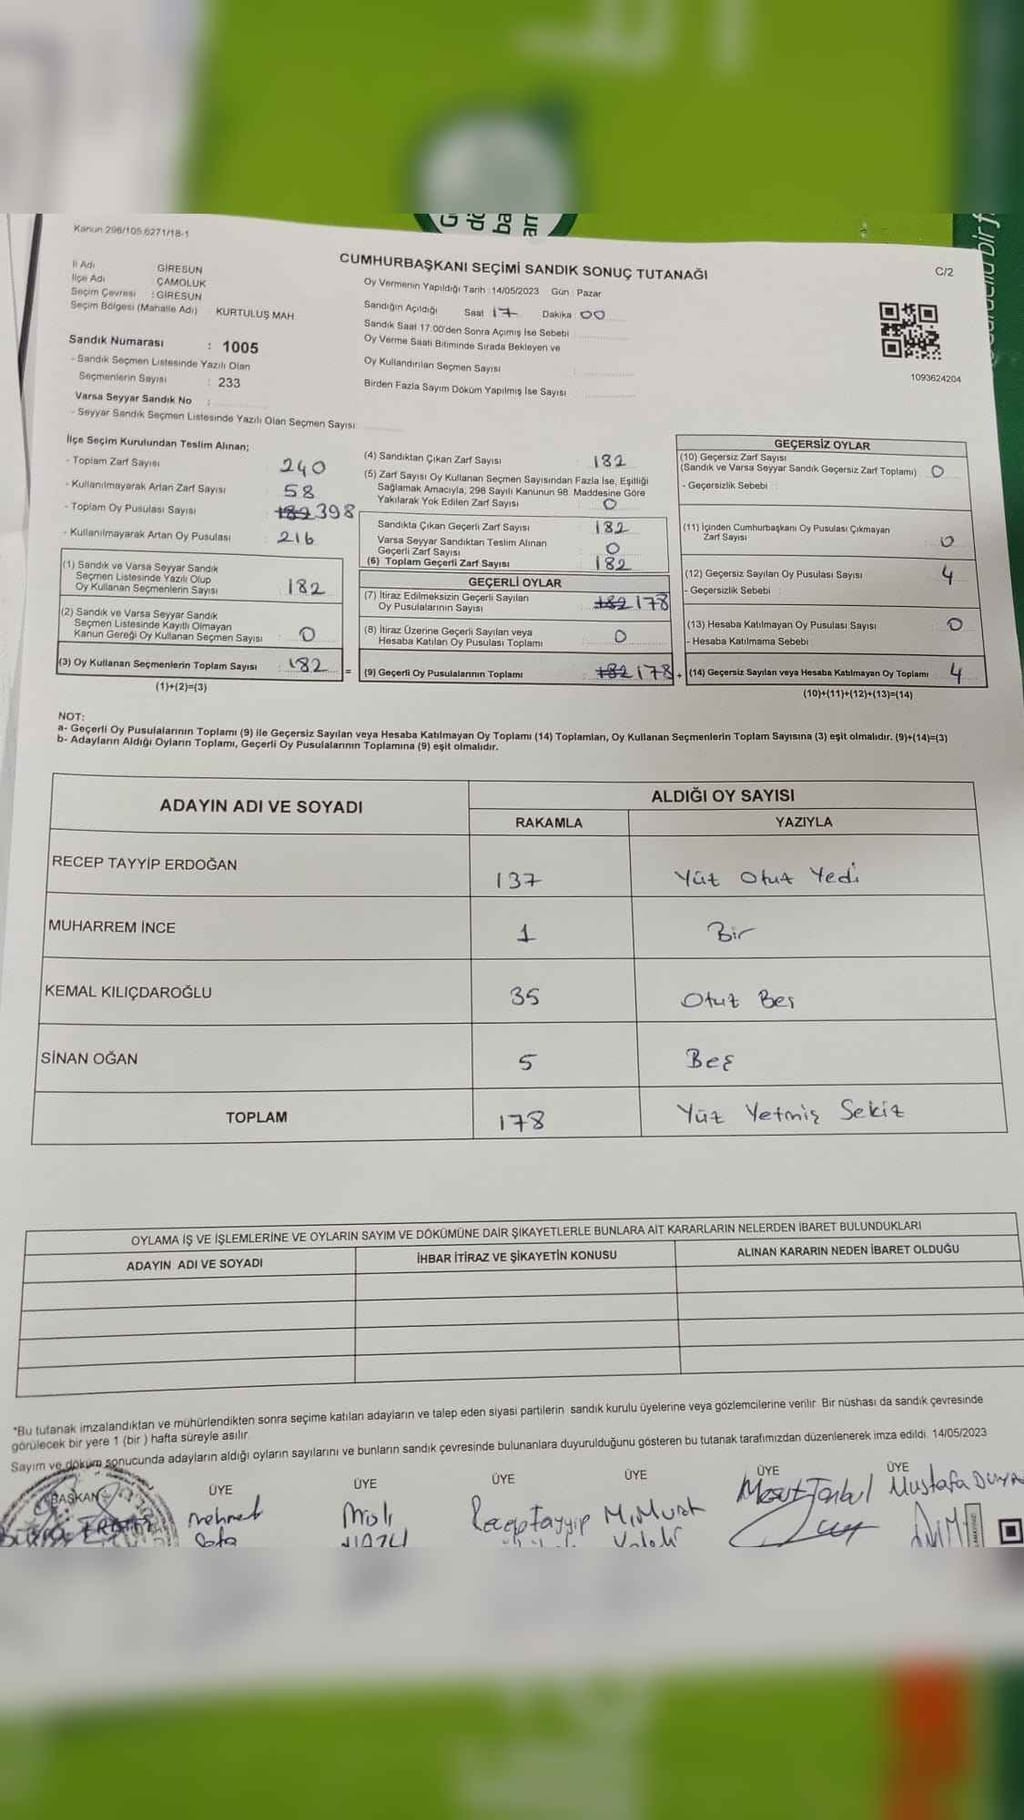 Kanun 298/105,6271/18-1
CUMHURBAŞKANI SEÇİMİ SANDIK SONUÇ TUTANAĞI
C/2
İl Adı GİRESUN
İlçe Adı ÇAMOLUK
Seçim Çevresi : GİRESUN
Seçim Bölgesi (Mahalle Adı) KURTULUŞ MAH
Sandık Numarası : 1005
- Sandık Seçmen Listesinde Yazılı Olan
Seçmenlerin Sayısı : 233
Varsa Seyyar Sandık No :
- Seyyar Sandık Seçmen Listesinde Yazılı Olan Seçmen Sayısı:
Oy Vermenin Yapıldığı Tarih : 14/05/2023 Gün : Pazar
Sandığın Açıldığı Saat 17 Dakika 00
Sandık Saat 17:00'den Sonra Açmış İse Sebebi
Oy Verme Saati Bitiminde Sırada Bekleyen ve
Oy Kullandırılan Seçmen Sayısı
Birden Fazla Sayım Döküm Yapılmış İse Sayısı
1093624204
İlçe Seçim Kurulundan Teslim Alınan;
- Toplam Zarf Sayısı : 240
- Kullanılmayarak Artan Zarf Sayısı : 58
- Toplam Oy Pusulası Sayısı : 182 398
- Kullanılmayarak Artan Oy Pusulası : 216
(1) Sandık ve Varsa Seyyar Sandık
Seçmen Listesinde Yazılı Olup
Oy Kullanan Seçmenlerin Sayısı : 182
(2) Sandık ve Varsa Seyyar Sandık
Seçmen Listesinde Kayıtlı Olmayan
Kanun Gereği Oy Kullanan Seçmen Sayısı : 0
(3) Oy Kullanan Seçmenlerin Toplam Sayısı : 182 =
(1)+(2)=(3)
(4) Sandıktan Çıkan Zarf Sayısı 182
(5) Zarf Sayısı Oy Kullanan Seçmen Sayısından Fazla İse, Eşitliği
Sağlamak Amacıyla, 298 Sayılı Kanunun 98. Maddesine Göre
Yakılarak Yok Edilen Zarf Sayısı : 0
Sandıkta Çıkan Geçerli Zarf Sayısı : 182
Varsa Seyyar Sandıktan Teslim Alınan
Geçerli Zarf Sayısı : 0
(6) Toplam Geçerli Zarf Sayısı : 182
GEÇERLİ OYLAR
(7) İtiraz Edilmeksizin Geçerli Sayılan
Oy Pusulalarının Sayısı : 182 178
(8) İtiraz Üzerine Geçerli Sayılan veya
Hesaba Katılan Oy Pusulası Toplamı : 0
(9) Geçerli Oy Pusulalarının Toplamı : 182 178 +
GEÇERSİZ OYLAR
(10) Geçersiz Zarf Sayısı
(Sandık ve Varsa Seyyar Sandık Geçersiz Zarf Toplamı) 0
- Geçersizlik Sebebi :
(11) İçinden Cumhurbaşkanı Oy Pusulası Çıkmayan
Zarf Sayısı : 0
(12) Geçersiz Sayılan Oy Pusulası Sayısı : 4
- Geçersizlik Sebebi :
(13) Hesaba Katılmayan Oy Pusulası Sayısı : 0
- Hesaba Katılmama Sebebi :
(14) Geçersiz Sayılan veya Hesaba Katılmayan Oy Toplamı 4
(10)+(11)+(12)+(13)=(14)
NOT:
a- Geçerli Oy Pusulalarının Toplamı (9) ile Geçersiz Sayılan veya Hesaba Katılmayan Oy Toplamı (14) Toplamları, Oy Kullanan Seçmenlerin Toplam Sayısına (3) eşit olmalıdır. (9)+(14)=(3)
b- Adayların Aldığı Oyların Toplamı, Geçerli Oy Pusulalarının Toplamına (9) eşit olmalıdır.
ADAYIN ADI VE SOYADI ALDIĞI OY SAYISI
RAKAMLA YAZIYLA
RECEP TAYYİP ERDOĞAN 137 Yüz Otuz Yedi
MUHARREM İNCE 1 Bir
KEMAL KILIÇDAROĞLU 35 Otuz Beş
SİNAN OĞAN 5 Beş
TOPLAM 178 Yüz Yetmiş Sekiz
OYLAMA İŞ VE İŞLEMLERİNE VE OYLARIN SAYIM VE DÖKÜMÜNE DAİR ŞİKAYETLERLE BUNLARA AİT KARARLARIN NELERDEN İBARET BULUNDUKLARI
ADAYIN ADI VE SOYADI İHBAR İTİRAZ VE ŞİKAYETİN KONUSU ALINAN KARARIN NEDEN İBARET OLDUĞU
*Bu tutanak imzalandıktan ve mühürlendikten sonra seçime katılan adayların ve talep eden siyasi partilerin sandık kurulu üyelerine veya gözlemcilerine verilir. Bir nüshası da sandık çevresinde
görülecek bir yere 1 (bir ) hafta süreyle asılır.
Sayım ve döküm sonucunda adayların aldığı oyların sayılarını ve bunların sandık çevresinde bulunanlara duyurulduğunu gösteren bu tutanak tarafımızdan düzenlenerek imza edildi. 14/05/2023
BAŞKAN ÜYE ÜYE ÜYE ÜYE ÜYE ÜYE
mehmet Recep Tayyip M.Murat Mesut Mustafa